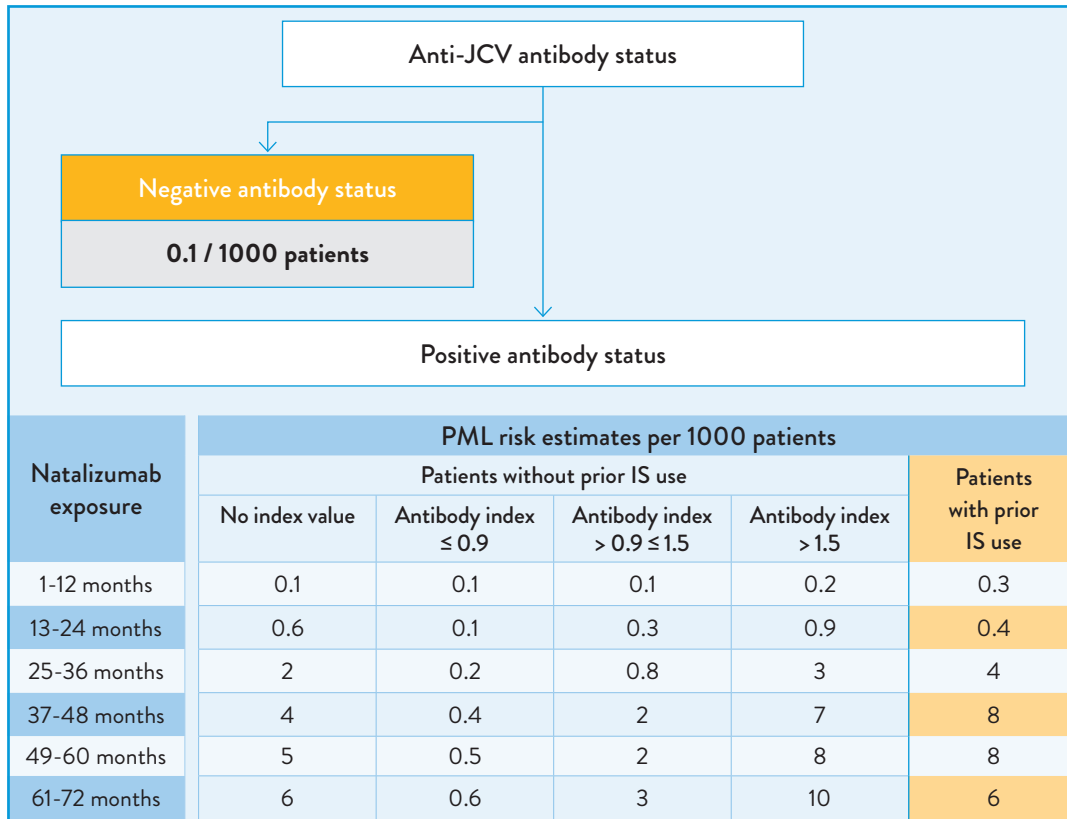 Anti-JCV antibody status
Negative antibody status
0.1 / 1000 patients
Positive antibody status
Natalizumab exposure
PML risk estimates per 1000 patients
Patients without prior IS use
Patients with prior IS use
No index value
Antibody index ≤ 0.9
Antibody index > 0.9 ≤ 1.5
Antibody index > 1.5
1-12 months 0.1 0.1 0.1 0.2 0.3
13-24 months 0.6 0.1 0.3 0.9 0.4
25-36 months 2 0.2 0.8 3 4
37-48 months 4 0.4 2 7 8
49-60 months 5 0.5 2 8 8
61-72 months 6 0.6 3 10 6